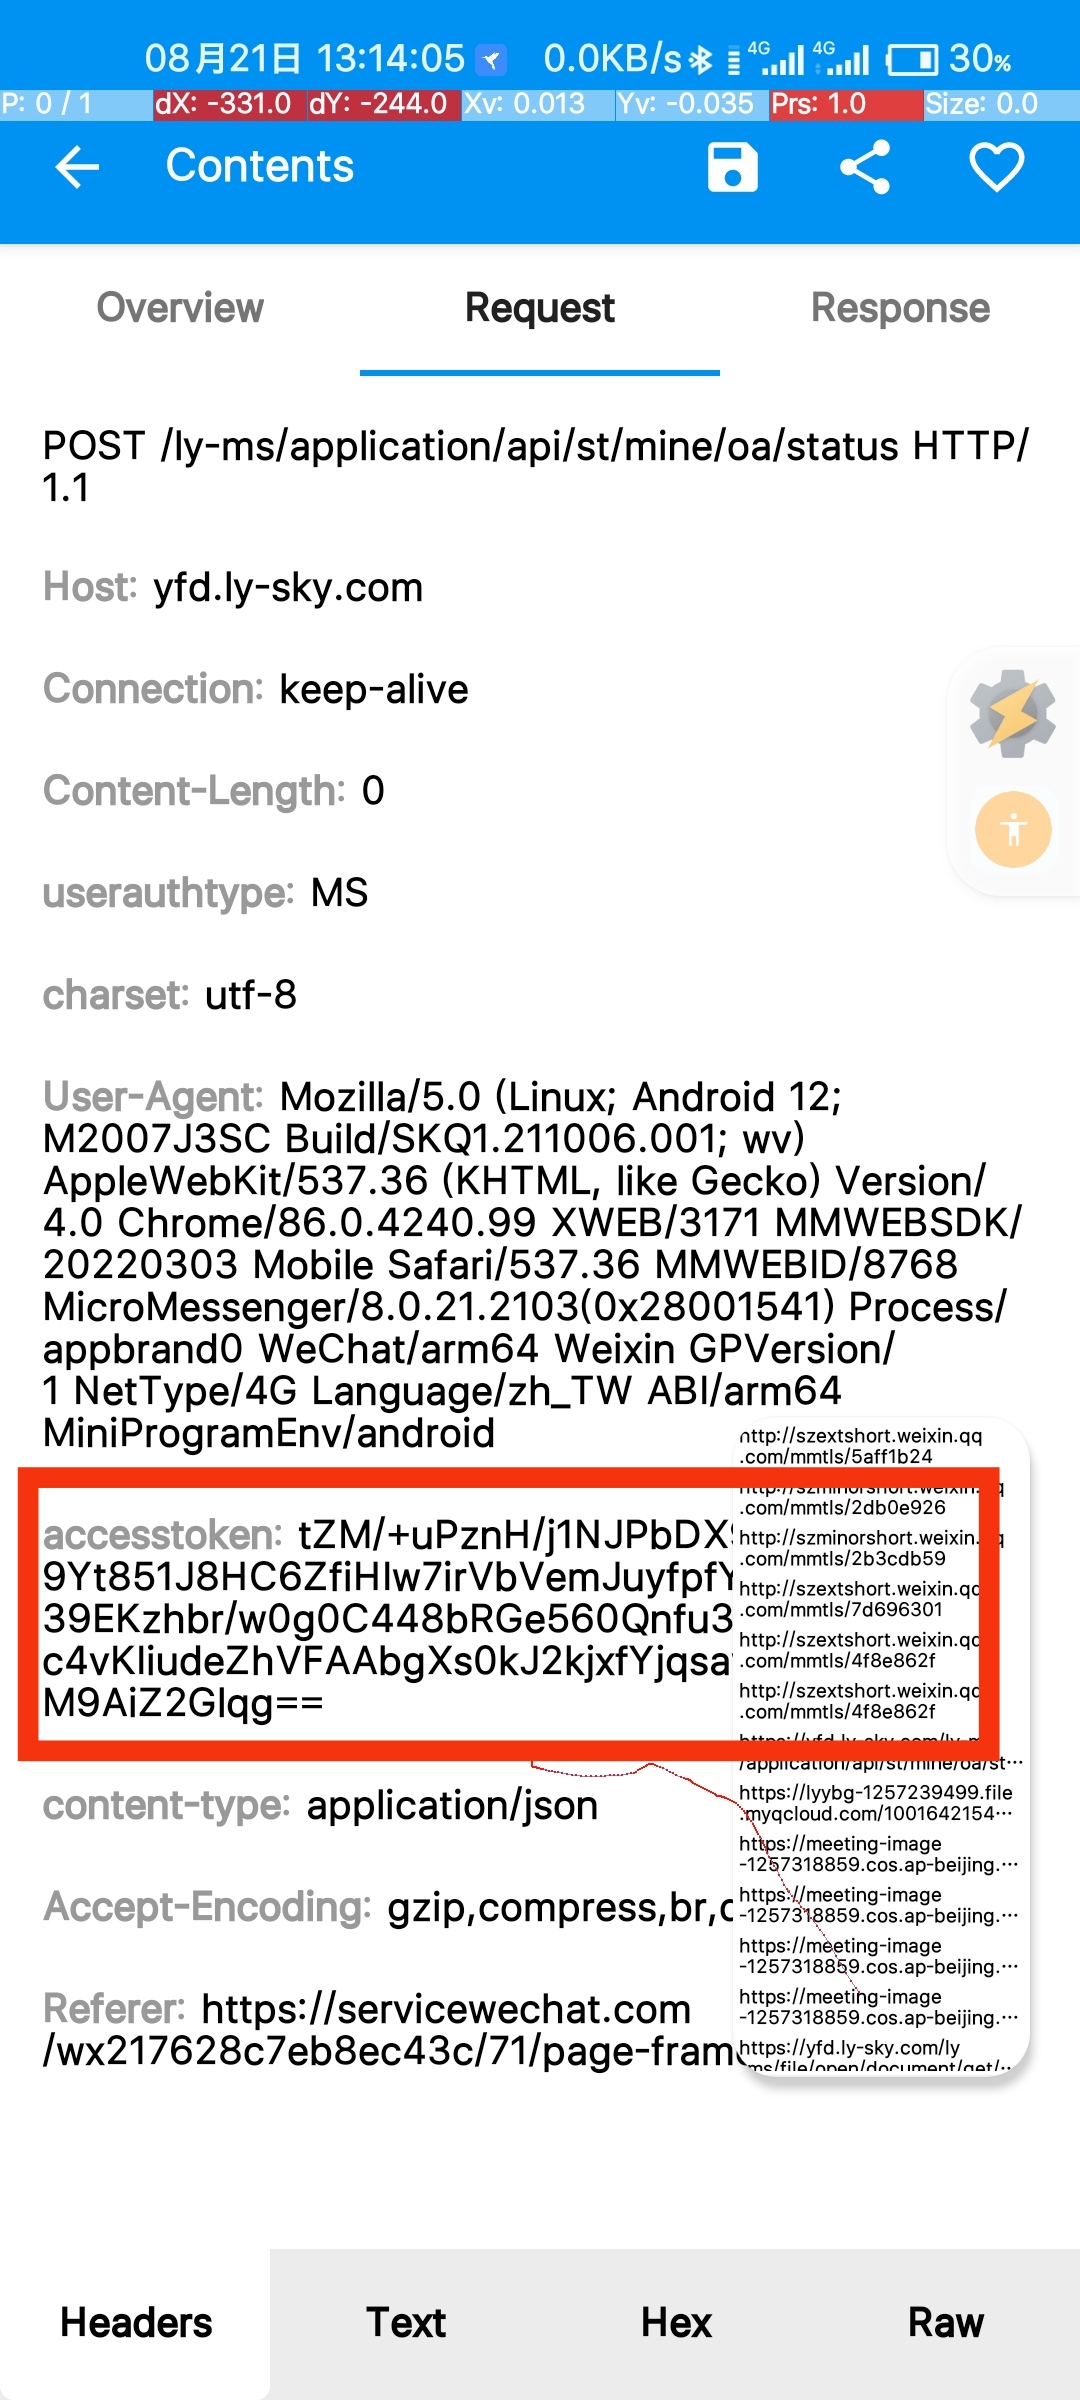 08月21日 13:14:05 0.0KB/s 4G 4G 30%
P: 0 / 1 dX: -331.0 dY: -244.0 Xv: 0.013 Yv: -0.035 Prs: 1.0 Size: 0.0
Contents
Overview Request Response
POST /ly-ms/application/api/st/mine/oa/status HTTP/
1.1
Host: yfd.ly-sky.com
Connection: keep-alive
Content-Length: 0
userauthtype: MS
charset: utf-8
User-Agent: Mozilla/5.0 (Linux; Android 12;
M2007J3SC Build/SKQ1.211006.001; wv)
AppleWebKit/537.36 (KHTML, like Gecko) Version/
4.0 Chrome/86.0.4240.99 XWEB/3171 MMWEBSDK/
20220303 Mobile Safari/537.36 MMWEBID/8768
MicroMessenger/8.0.21.2103(0x28001541) Process/
appbrand0 WeChat/arm64 Weixin GPVersion/
1 NetType/4G Language/zh_TW ABI/arm64
MiniProgramEnv/android
accesstoken: tZM/+uPznH/j1NJPbDX
9Yt851J8HC6ZfiHIw7irVbVemJuyfpfY
39EKzhbr/w0g0C448bRGe560Qnfu3
c4vKliudeZhVFAAbgXs0kJ2kjxfYjqsa
M9AiZ2Glqg==
content-type: application/json
Accept-Encoding: gzip,compress,br,
Referer: https://servicewechat.com
/wx217628c7eb8ec43c/71/page-fram
http://szextshort.weixin.qq
.com/mmtls/5aff1b24
http://szminorshort.weixin.q
.com/mmtls/2db0e926
http://szminorshort.weixin.q
.com/mmtls/2b3cdb59
http://szextshort.weixin.qq
.com/mmtls/7d696301
http://szextshort.weixin.qq
.com/mmtls/4f8e862f
http://szextshort.weixin.qq
.com/mmtls/4f8e862f
https://yfd.ly-sky.com/ly-m
/application/api/st/mine/oa/st…
https://lyybg-1257239499.file
.myqcloud.com/1001642154…
https://meeting-image
-1257318859.cos.ap-beijing.…
https://meeting-image
-1257318859.cos.ap-beijing.…
https://meeting-image
-1257318859.cos.ap-beijing.…
https://meeting-image
-1257318859.cos.ap-beijing.…
https://yfd.ly-sky.com/ly
ms/file/open/document/get/…
Headers Text Hex Raw